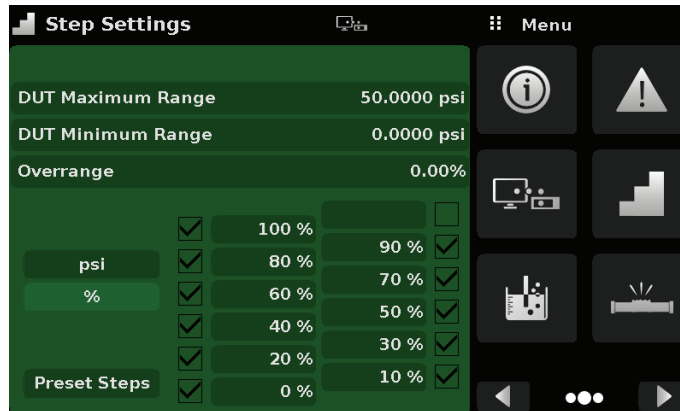 Step Settings
Menu
DUT Maximum Range 50.0000 psi
DUT Minimum Range 0.0000 psi
Overrange 0.00%
100 %
90 %
psi 80 %
70 %
% 60 %
50 %
40 %
30 %
20 %
Preset Steps 10 %
0 %